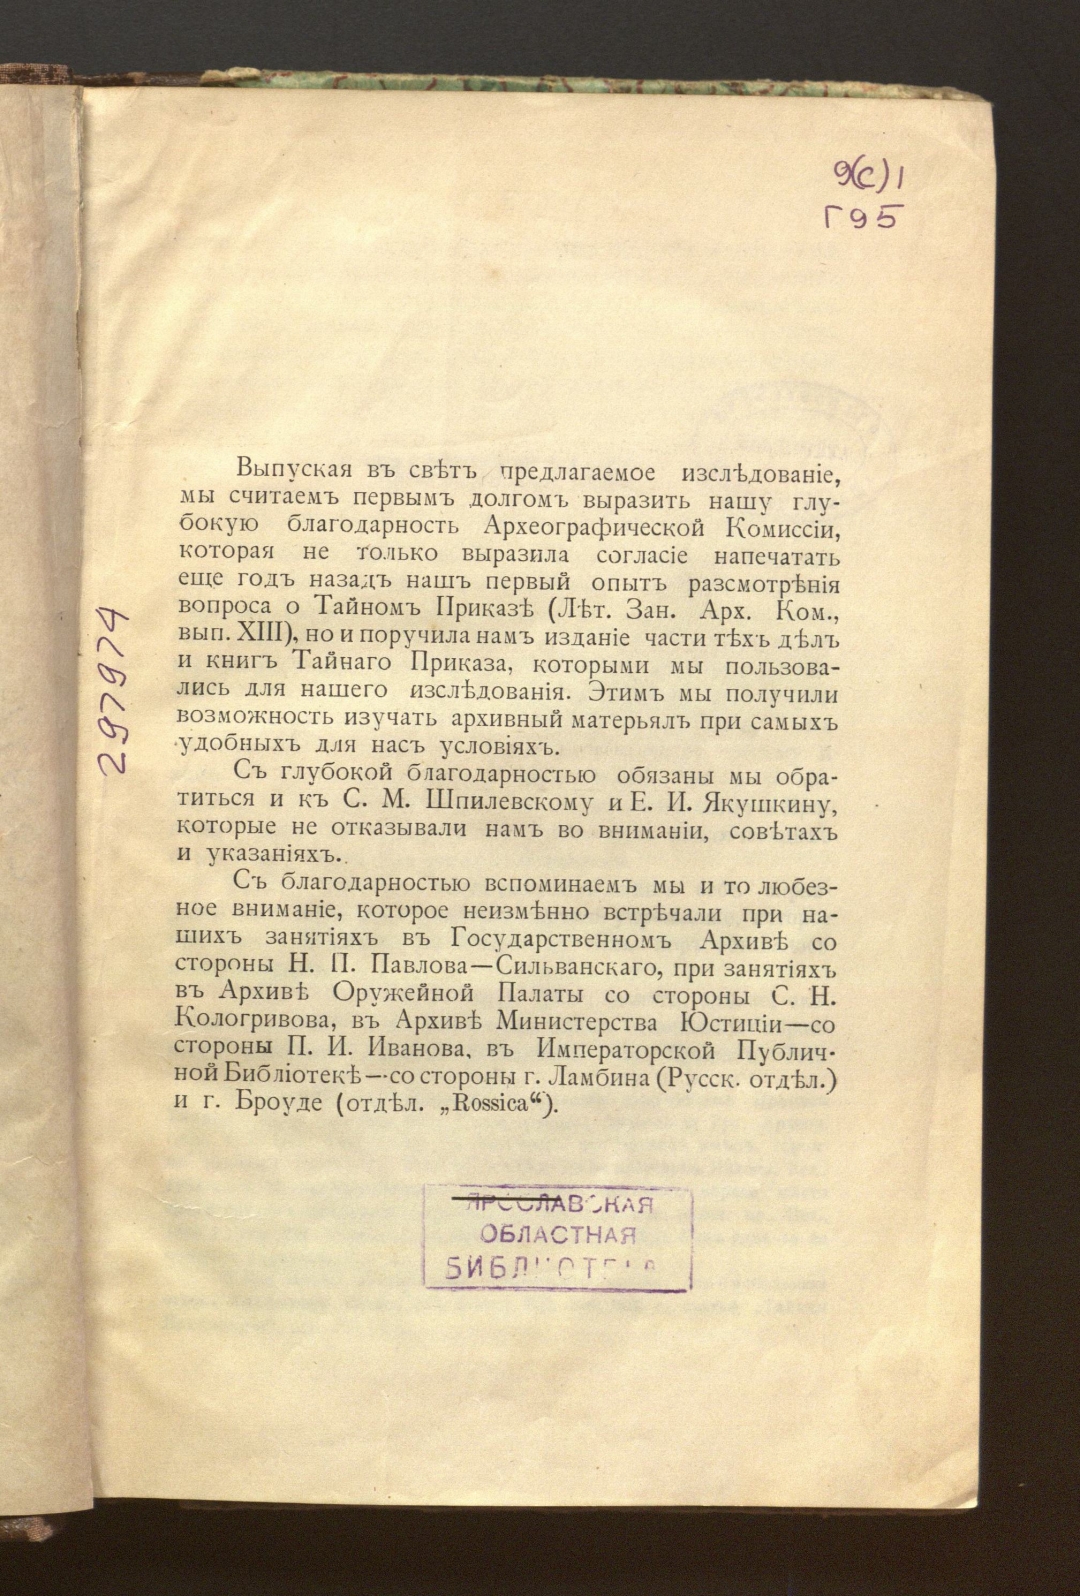 9(с)1
Г95
297974
Выпуская въ свѣтъ предлагаемое изслѣдованіе,
мы считаемъ первымъ долгомъ выразить нашу глу-
бокую благодарность Археографической Комиссіи,
которая не только выразила согласіе напечатать
еще годъ назадъ нашъ первый опытъ разсмотрѣнія
вопроса о Тайномъ Приказѣ (Лѣт. Зан. Арх. Ком.,
вып. XIII), но и поручила намъ изданіе части тѣхъ дѣлъ
и книгъ Тайнаго Приказа, которыми мы пользова-
лись для нашего изслѣдованія. Этимъ мы получили
возможность изучать архивный матерьялъ при самыхъ
удобныхъ для насъ условіяхъ.
Съ глубокой благодарностью обязаны мы обра-
титься и къ С. М. Шпилевскому и Е. И. Якушкину,
которые не отказывали намъ во вниманіи, совѣтахъ
и указаніяхъ.
Съ благодарностью вспоминаемъ мы и то любез-
ное вниманіе, которое неизмѣнно встрѣчали при на-
шихъ занятіяхъ въ Государственномъ Архивѣ со
стороны Н. П. Павлова—Сильванскаго, при занятіяхъ
въ Архивѣ Оружейной Палаты со стороны С. Н.
Кологривова, въ Архивѣ Министерства Юстиціи—со
стороны П. И. Иванова, въ Императорской Публич-
ной Библіотекѣ—со стороны г. Ламбина (Русск. отдѣл.)
и г. Броуде (отдѣл. „Rossica“).
ЯРОСЛАВСКАЯ
ОБЛАСТНАЯ
БИБЛИОТЕКА